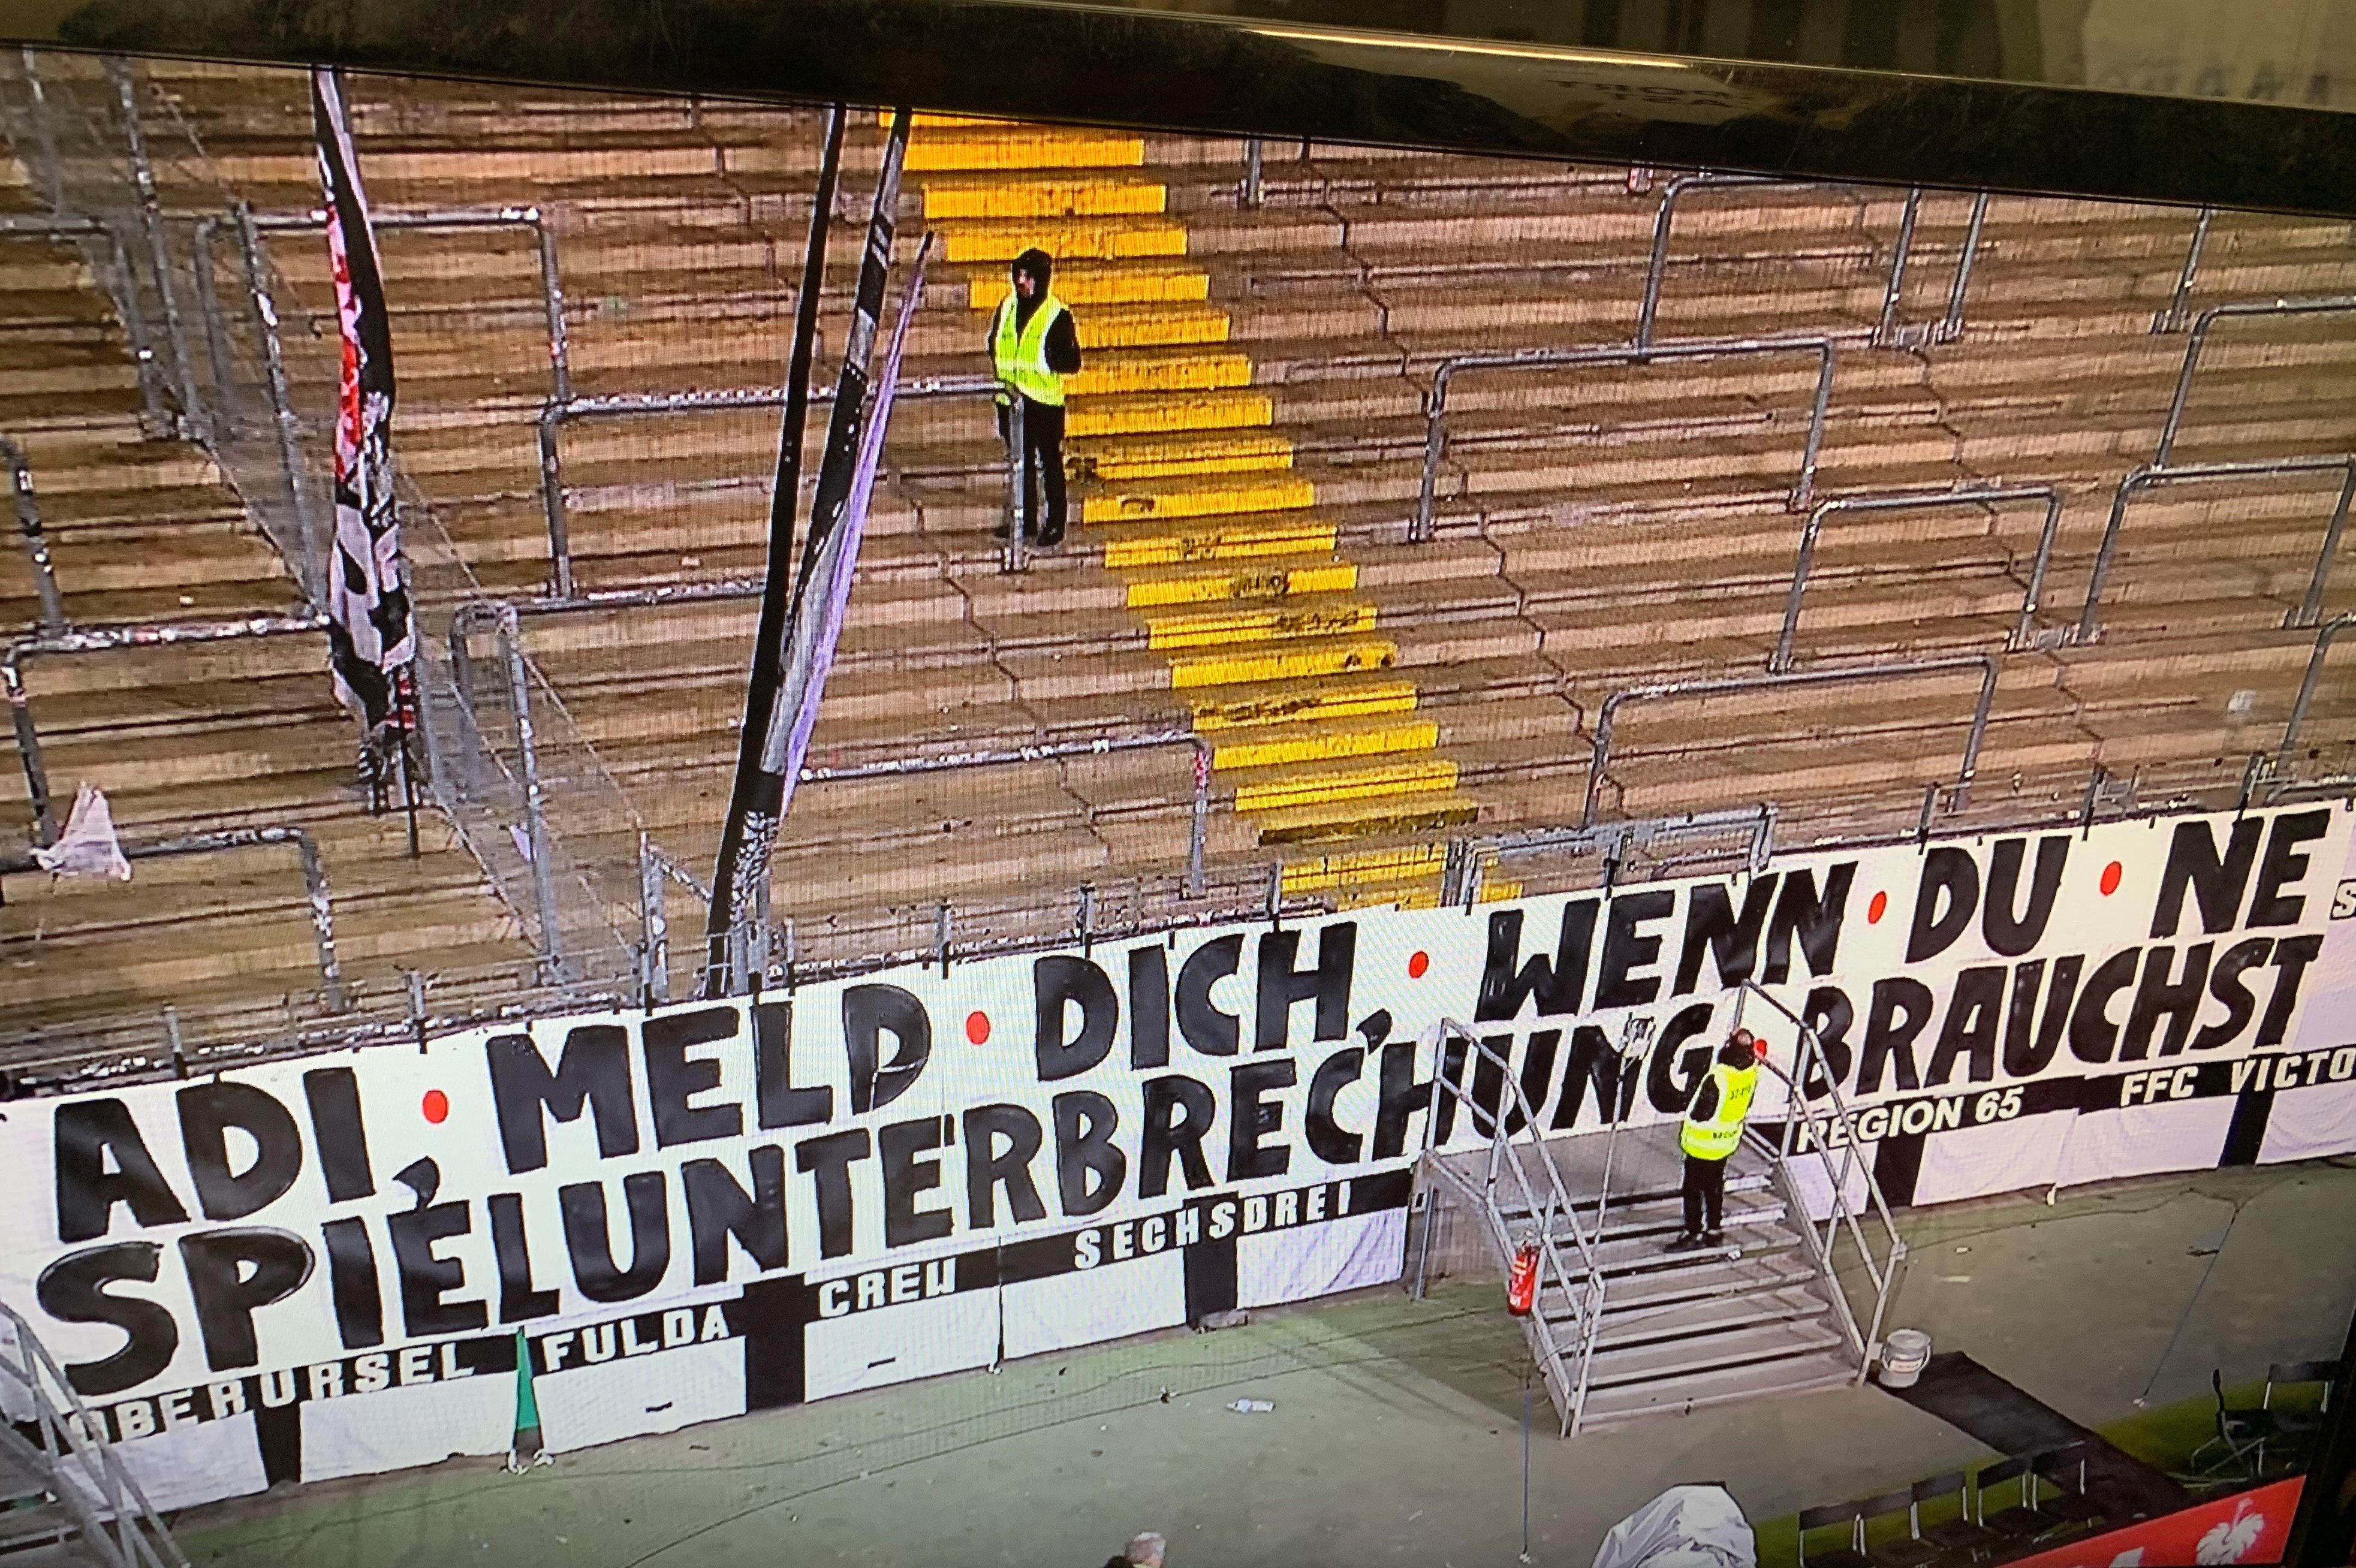 ADI, • MELD • DICH, • WENN • DU • NE
SPIELUNTERBRECHUNG BRAUCHST
OBERURSEL FULDA CREW SECHSDREI REGION 65 FFC VICTO